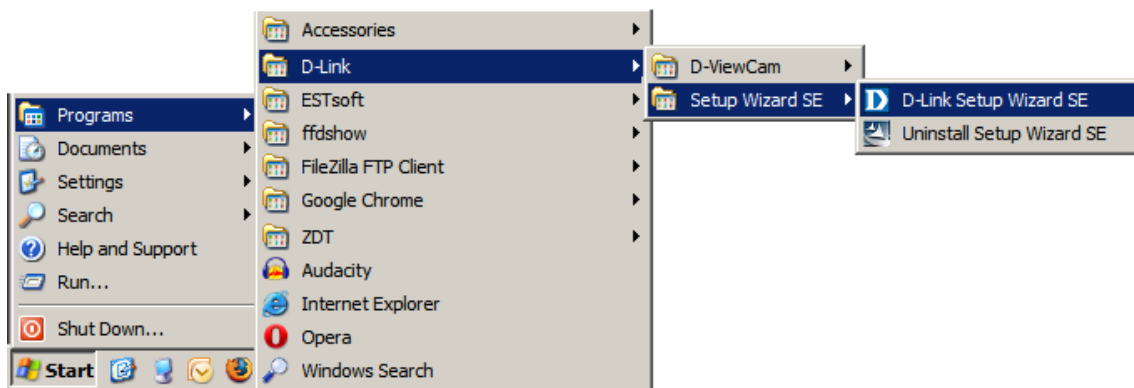 Programs
Documents
Settings
Search
Help and Support
Run...
Shut Down...
Start
Accessories
D-Link
ESTsoft
ffdshow
FileZilla FTP Client
Google Chrome
ZDT
Audacity
Internet Explorer
Opera
Windows Search
D-ViewCam
Setup Wizard SE
D-Link Setup Wizard SE
Uninstall Setup Wizard SE